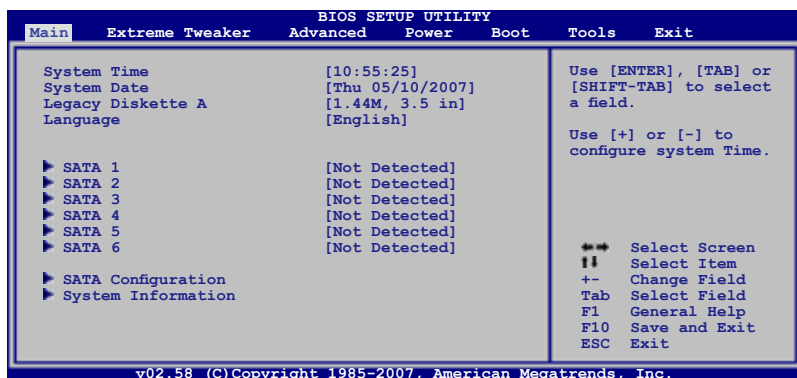 BIOS SETUP UTILITY
Main Extreme Tweaker Advanced Power Boot Tools Exit
System Time [10:55:25]
System Date [Thu 05/10/2007]
Legacy Diskette A [1.44M, 3.5 in]
Language [English]
SATA 1 [Not Detected]
SATA 2 [Not Detected]
SATA 3 [Not Detected]
SATA 4 [Not Detected]
SATA 5 [Not Detected]
SATA 6 [Not Detected]
SATA Configuration
System Information
Use [ENTER], [TAB] or
[SHIFT-TAB] to select
a field.
Use [+] or [-] to
configure system Time.
Select Screen
Select Item
+- Change Field
Tab Select Field
F1 General Help
F10 Save and Exit
ESC Exit
v02.58 (C)Copyright 1985-2007, American Megatrends, Inc.